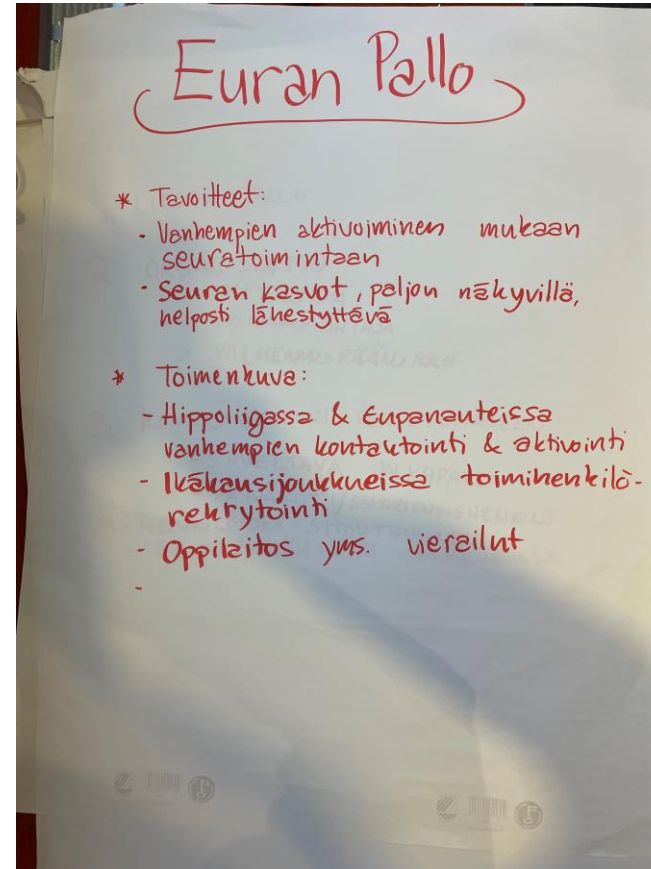 Euran Pallo
* Tavoitteet:
- Vanhempien aktivoiminen mukaan
seuratoimintaan
- Seuran kasvot, paljon näkyvillä,
helposti lähestyttävä
* Toimenkuva:
- Hippoliigassa & Eupanauteissa
vanhempien kontaktointi & aktivointi
- Ikäkausijoukkueissa toimihenkilö-
rekrytointi
- Oppilaitos yms. vierailut
-
VALMENNUSPÄÄLLIKKÖ